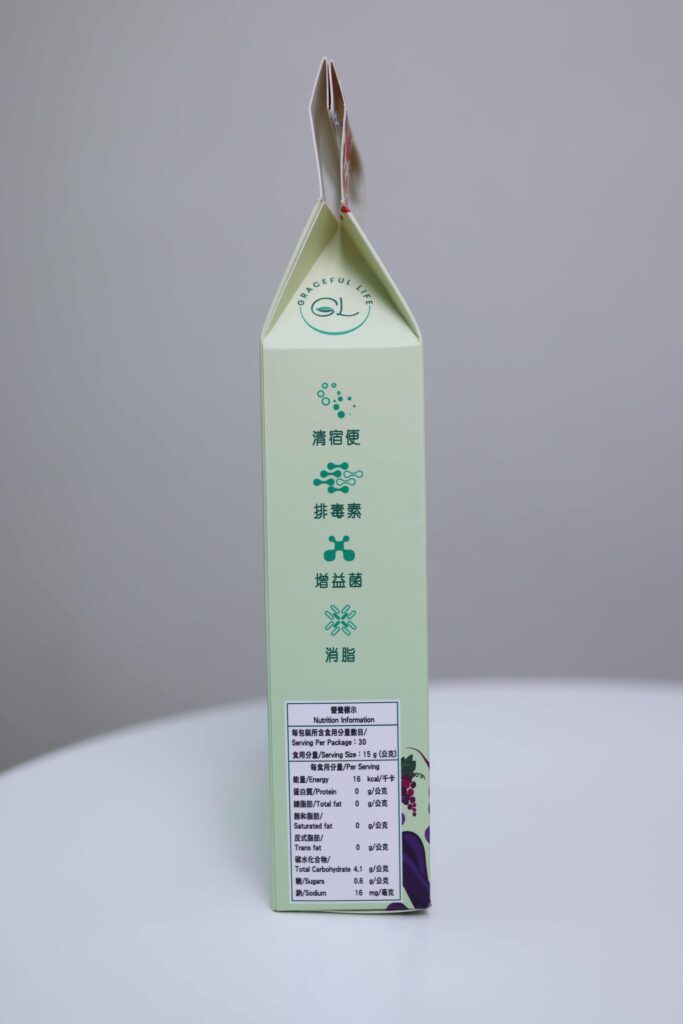 GRACEFUL LIFE
GL
清宿便
排毒素
增益菌
消脂
營養標示
Nutrition Information
每包裝所含食用分量數目/
Serving Per Package：30
食用分量/Serving Size：15 g (公克)
每食用分量/Per Serving
能量/Energy 16 kcal/千卡
蛋白質/Protein 0 g/公克
總脂肪/Total fat 0 g/公克
飽和脂肪/
Saturated fat 0 g/公克
反式脂肪/
Trans fat 0 g/公克
碳水化合物/
Total Carbohydrate 4.1 g/公克
糖/Sugars 0.6 g/公克
鈉/Sodium 16 mg/毫克